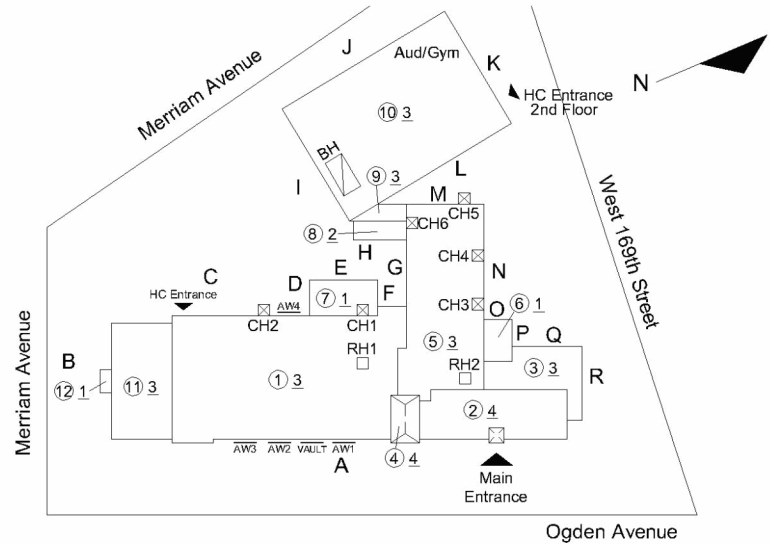 J
K
Aud/Gym
N
Merriam Avenue
HC Entrance
2nd Floor
10 3
BH
L
I
9 3
M
CH5
West 169th Street
8 2
CH6
H
G
CH4
N
C
D
E
HC Entrance
7 1
F
CH3
O
6 1
AW4
CH2
CH1
P
Q
Merriam Avenue
B
RH1
5 3
RH2
3 3
R
12 1
11 3
1 3
2 4
AW3
AW2
VAULT
AW1
4 4
A
Main
Entrance
Ogden Avenue